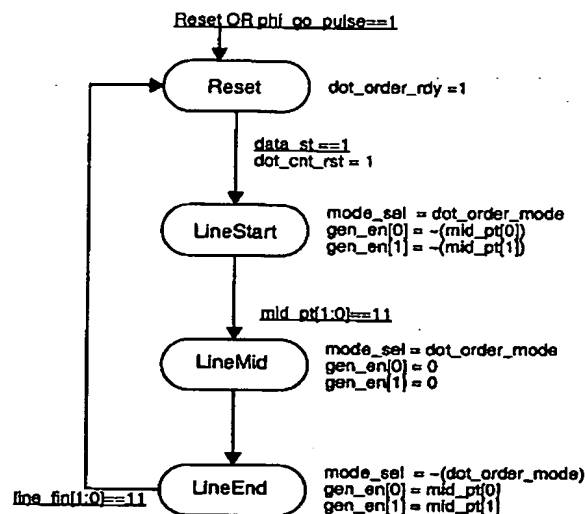 Reset OR phi_go_pulse==1
Reset
dot_order_rdy =1
data_st==1
dot_cnt_rst = 1
LineStart
mode_sel = dot_order_mode
gen_en[0] = ~(mid_pt[0])
gen_en[1] = ~(mid_pt[1])
mid_pt[1:0]==11
LineMid
mode_sel = dot_order_mode
gen_en[0] = 0
gen_en[1] = 0
LineEnd
mode_sel = ~(dot_order_mode)
gen_en[0] = mid_pt[0]
gen_en[1] = mid_pt[1]
line_fin[1:0]==11